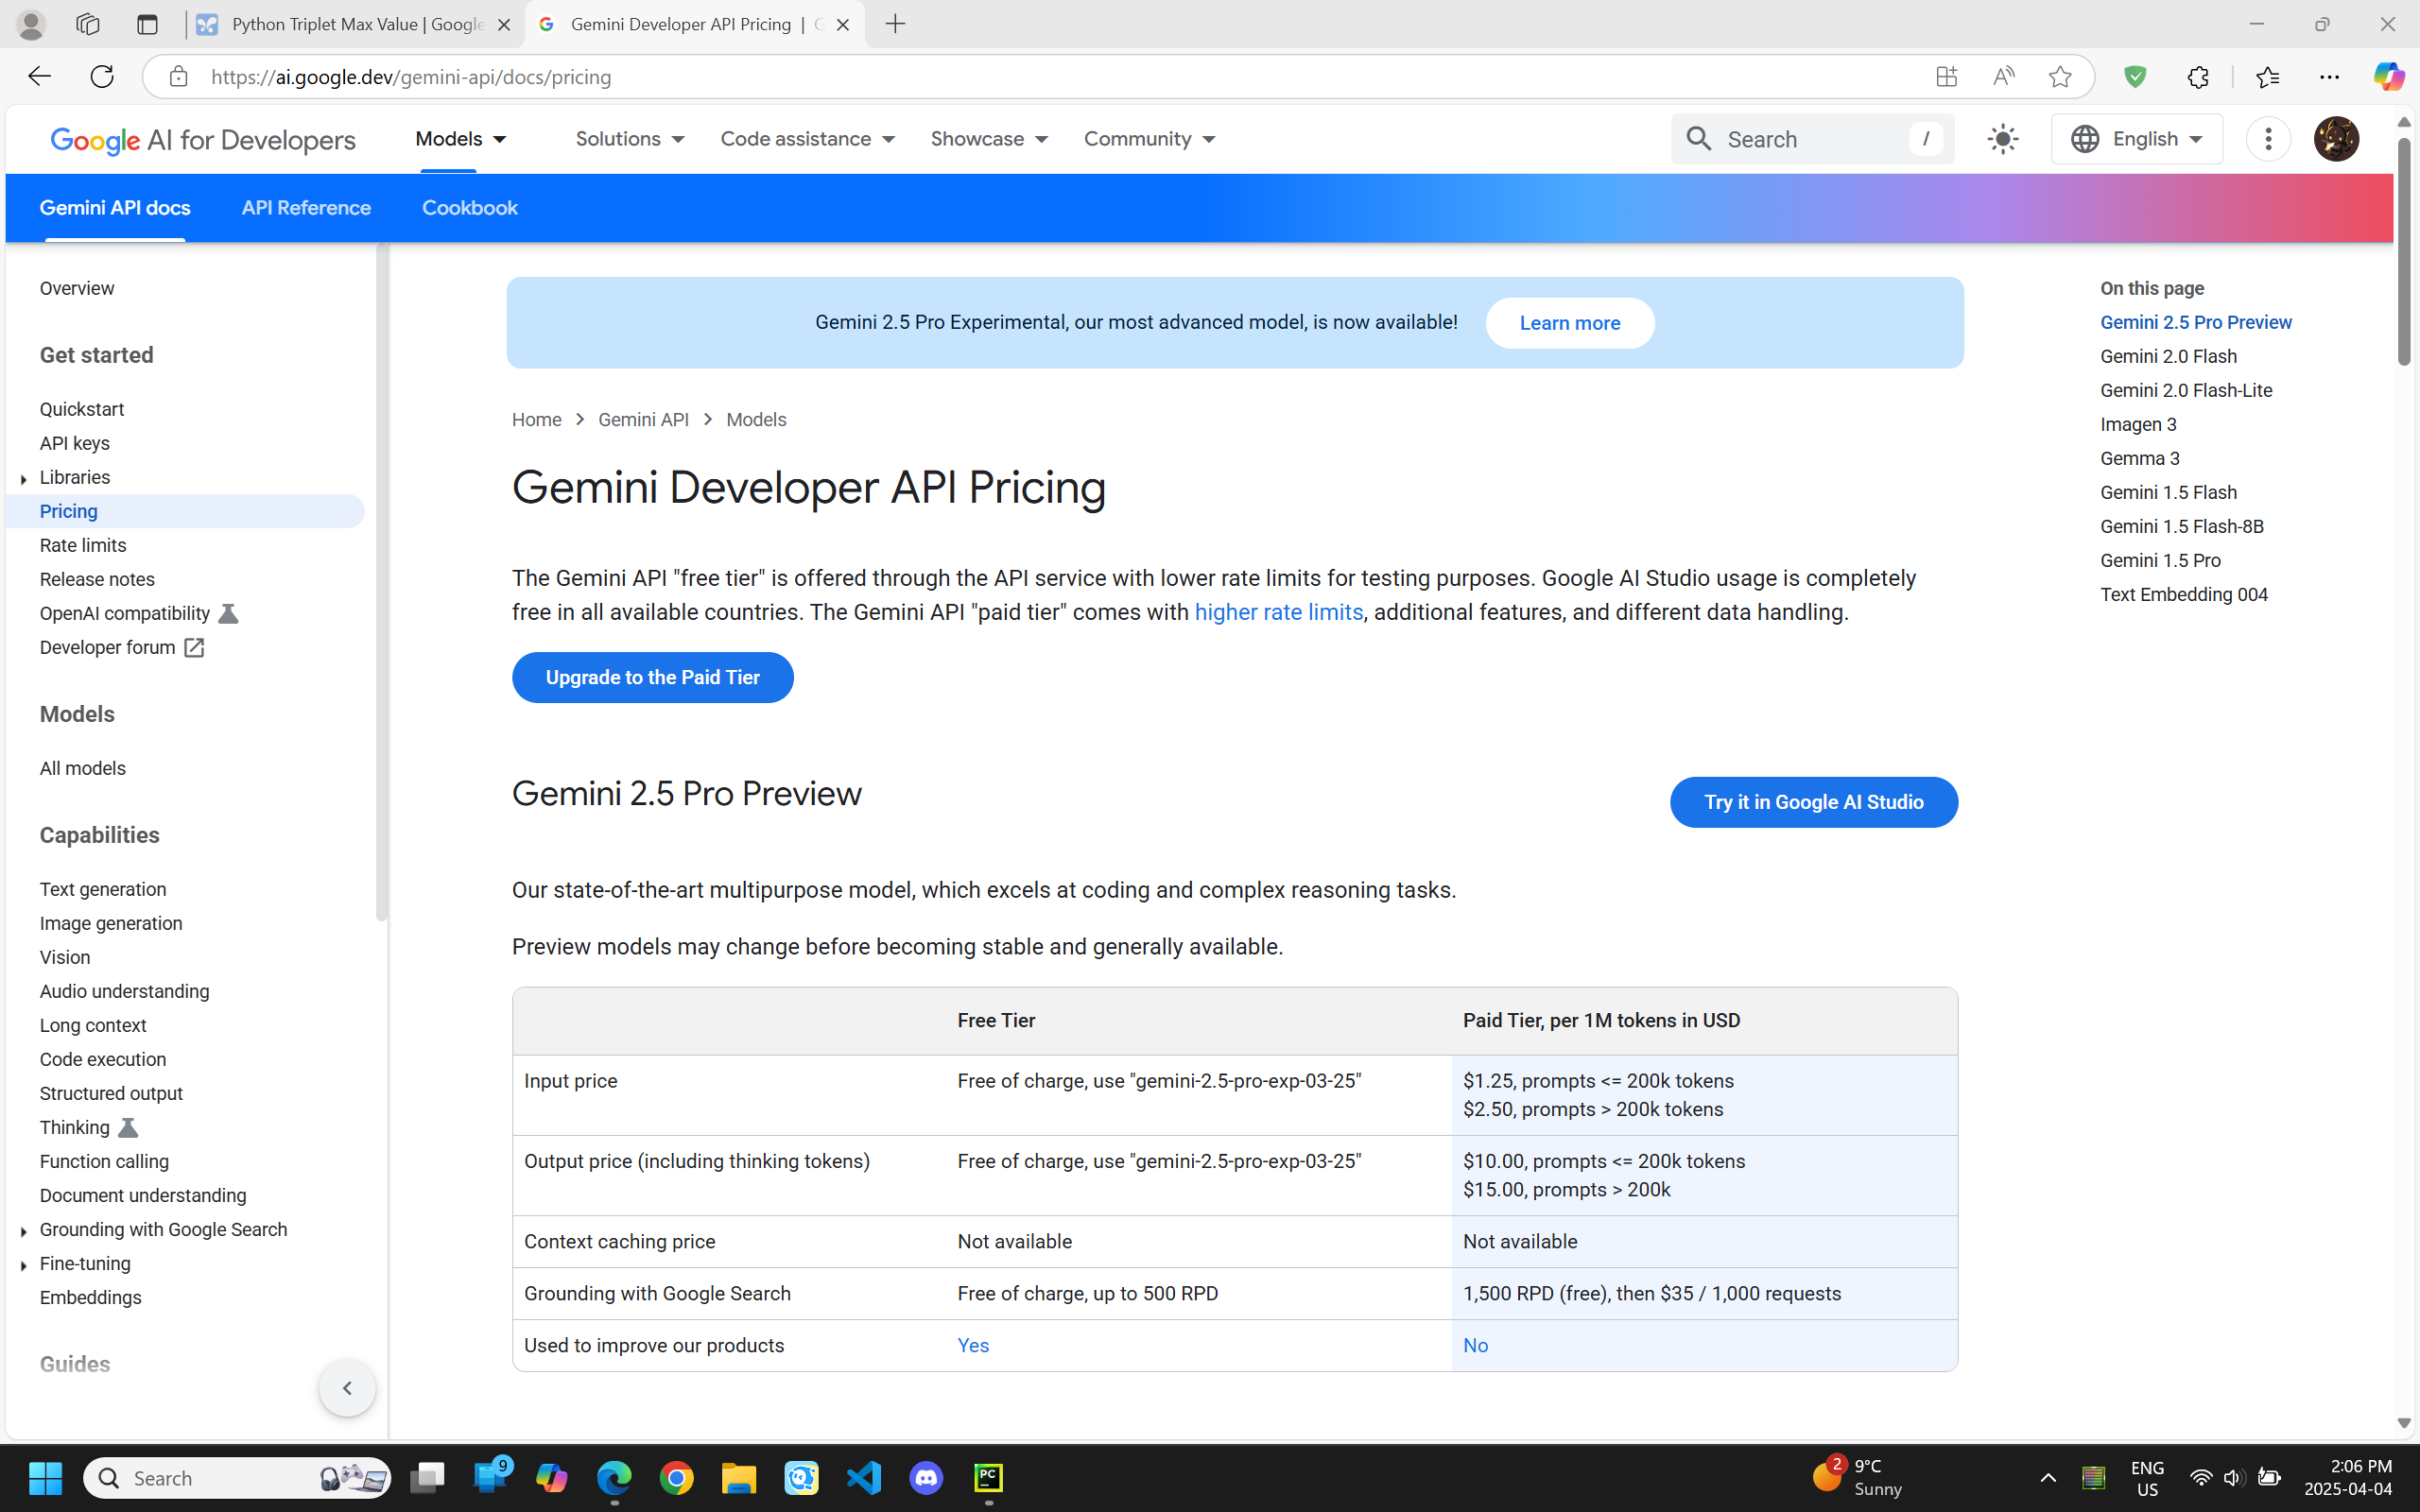 Python Triplet Max Value | Google
Gemini Developer API Pricing | G
https://ai.google.dev/gemini-api/docs/pricing
Google AI for Developers
Models
Solutions
Code assistance
Showcase
Community
Search
/
English
Gemini API docs
API Reference
Cookbook
Overview
Get started
Quickstart
API keys
Libraries
Pricing
Rate limits
Release notes
OpenAI compatibility
Developer forum
Models
All models
Capabilities
Text generation
Image generation
Vision
Audio understanding
Long context
Code execution
Structured output
Thinking
Function calling
Document understanding
Grounding with Google Search
Fine-tuning
Embeddings
Guides
Gemini 2.5 Pro Experimental, our most advanced model, is now available!
Learn more
Home > Gemini API > Models
Gemini Developer API Pricing
The Gemini API "free tier" is offered through the API service with lower rate limits for testing purposes. Google AI Studio usage is completely
free in all available countries. The Gemini API "paid tier" comes with higher rate limits, additional features, and different data handling.
Upgrade to the Paid Tier
Gemini 2.5 Pro Preview
Try it in Google AI Studio
Our state-of-the-art multipurpose model, which excels at coding and complex reasoning tasks.
Preview models may change before becoming stable and generally available.
Free Tier
Paid Tier, per 1M tokens in USD
Input price
Free of charge, use "gemini-2.5-pro-exp-03-25"
$1.25, prompts <= 200k tokens
$2.50, prompts > 200k tokens
Output price (including thinking tokens)
Free of charge, use "gemini-2.5-pro-exp-03-25"
$10.00, prompts <= 200k tokens
$15.00, prompts > 200k
Context caching price
Not available
Not available
Grounding with Google Search
Free of charge, up to 500 RPD
1,500 RPD (free), then $35 / 1,000 requests
Used to improve our products
Yes
No
On this page
Gemini 2.5 Pro Preview
Gemini 2.0 Flash
Gemini 2.0 Flash-Lite
Imagen 3
Gemma 3
Gemini 1.5 Flash
Gemini 1.5 Flash-8B
Gemini 1.5 Pro
Text Embedding 004
Search
9
PC
2
9°C
Sunny
ENG
US
2:06 PM
2025-04-04